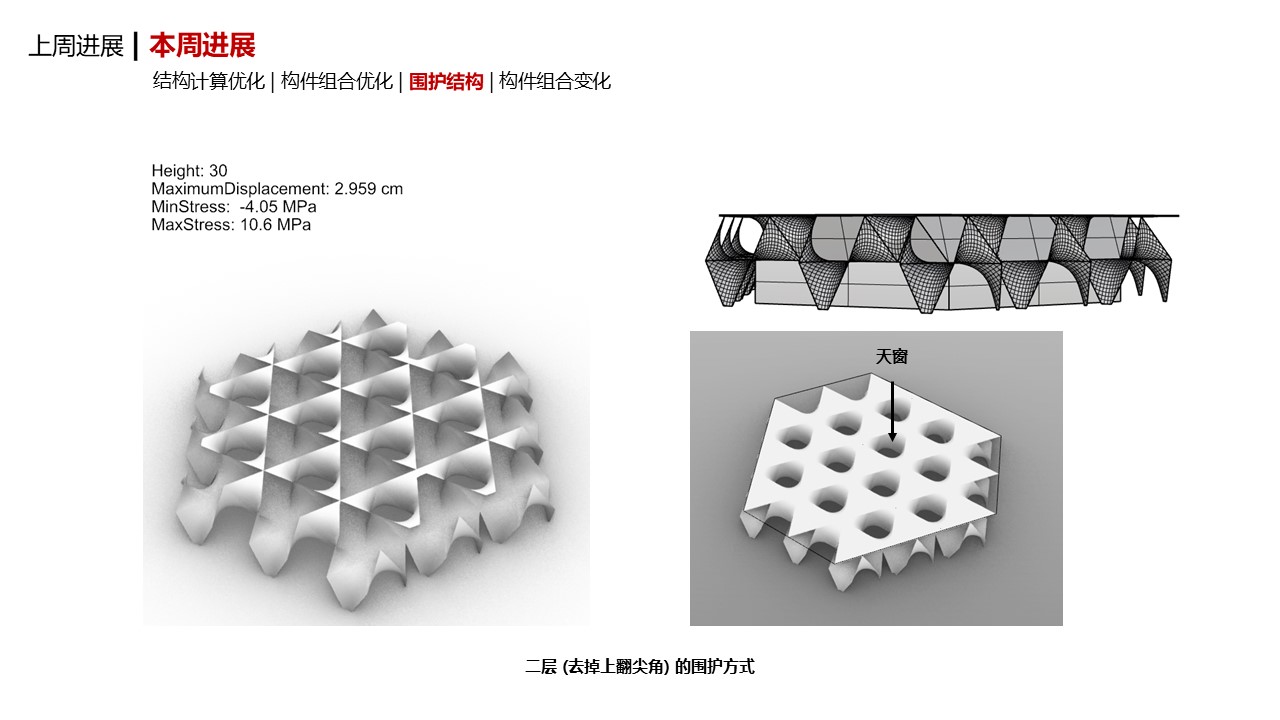 上周进展 | 本周进展
结构计算优化 | 构件组合优化 | 围护结构 | 构件组合变化
Height: 30
MaximumDisplacement: 2.959 cm
MinStress: -4.05 MPa
MaxStress: 10.6 MPa
天窗
二层 (去掉上翻尖角) 的围护方式